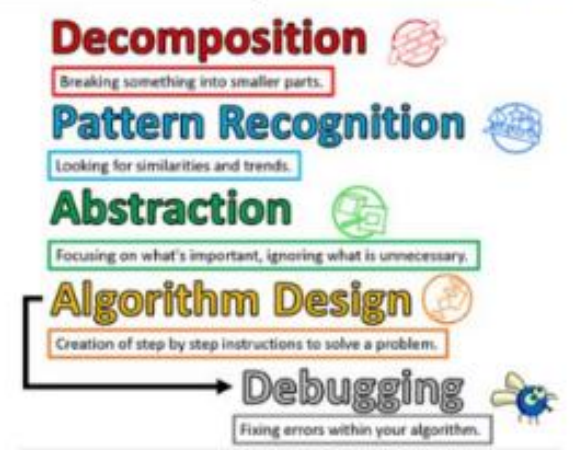 Decomposition
Breaking something into smaller parts.
Pattern Recognition
Looking for similarities and trends.
Abstraction
Focusing on what's important, ignoring what is unnecessary.
Algorithm Design
Creation of step by step instructions to solve a problem.
Debugging
Fixing errors within your algorithm.